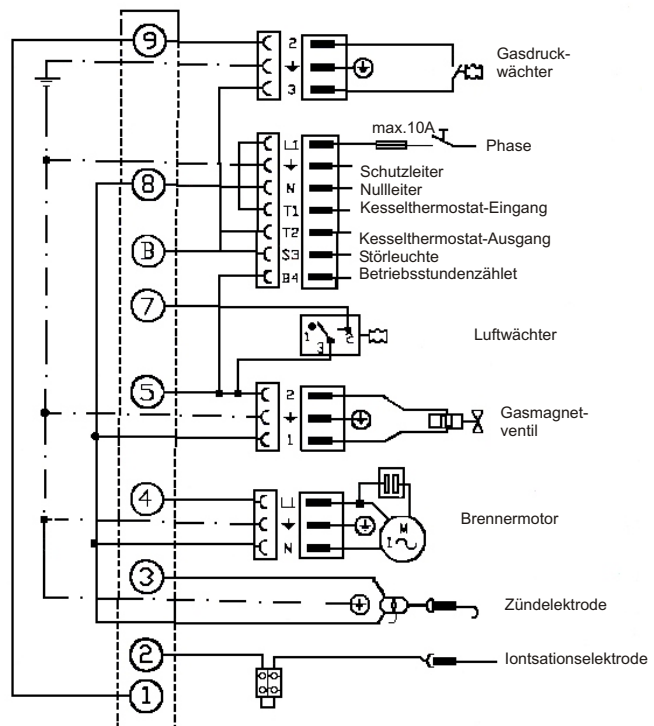 9
2
3
Gasdruck-
wächter
L1
max.10A
Phase
Schutzleiter
8
N
Nullleiter
T1
Kesselthermostat-Eingang
T2
Kesselthermostat-Ausgang
B
S3
Störleuchte
B4
Betriebsstundenzählet
7
1
2
3
Luftwächter
5
2
1
Gasmagnet-
ventil
4
L1
N
M
1
Brennermotor
3
Zündelektrode
2
Iontsationselektrode
1